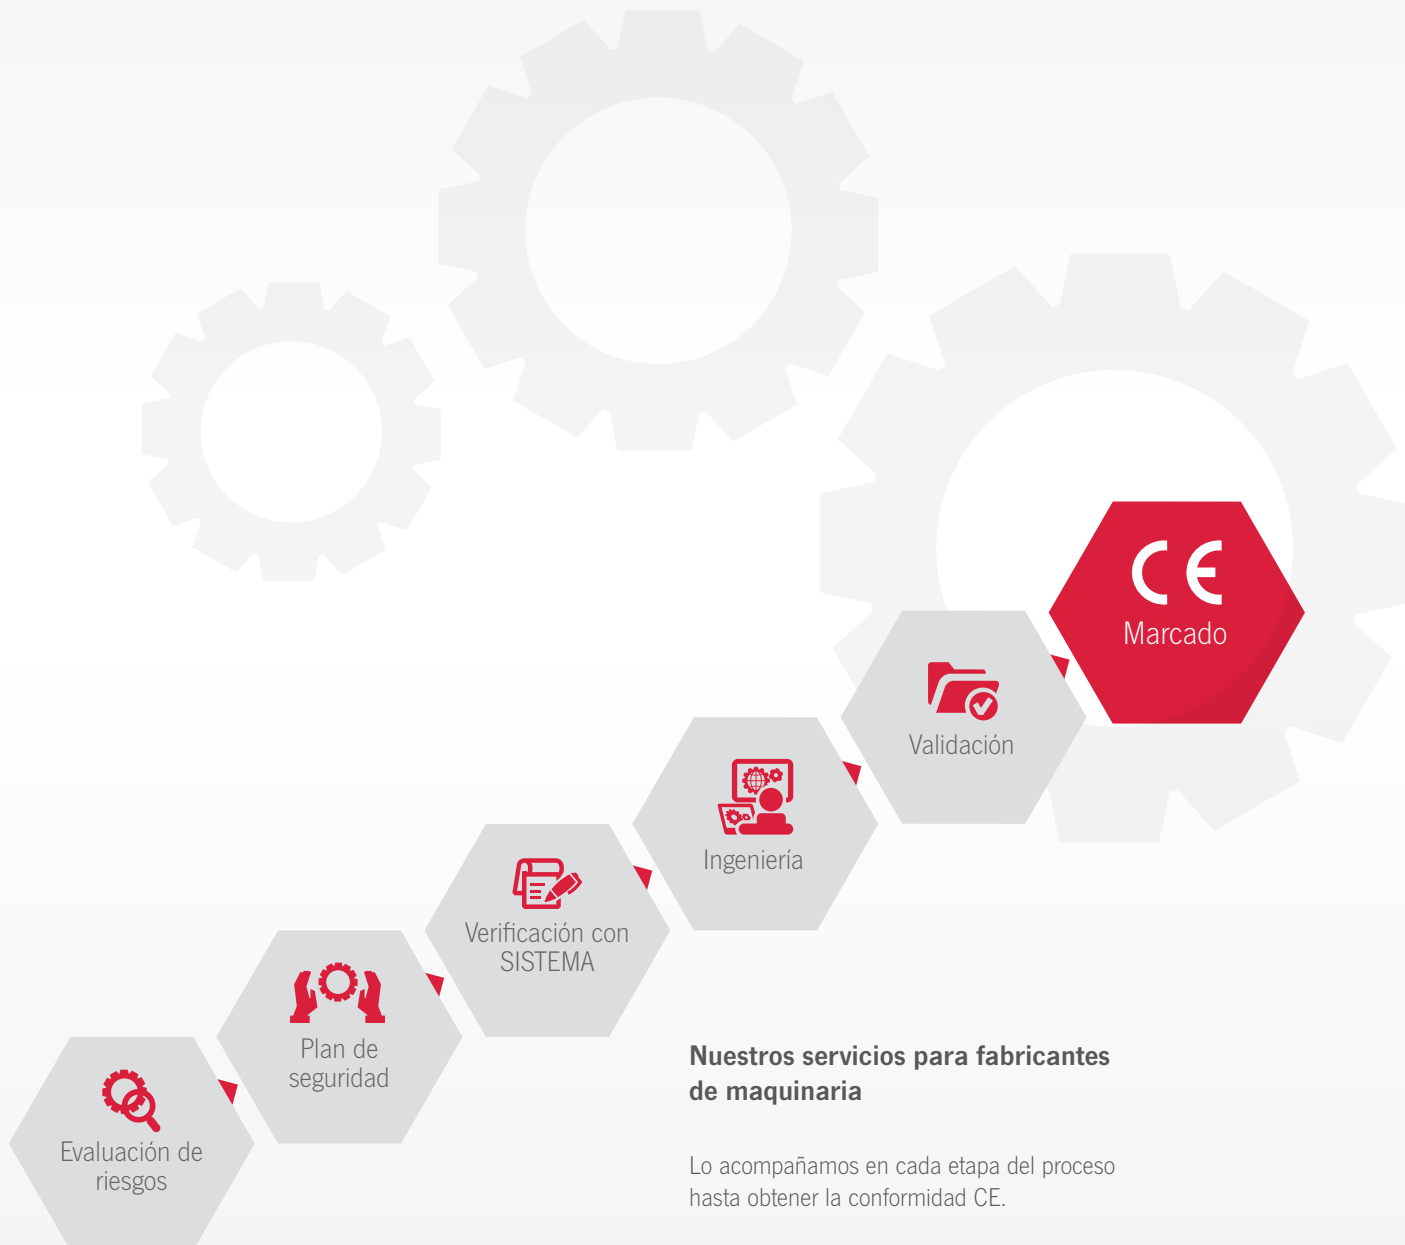 CE
Marcado
Validación
Ingeniería
Verificación con
SISTEMA
Plan de
seguridad
Evaluación de
riesgos
Nuestros servicios para fabricantes
de maquinaria
Lo acompañamos en cada etapa del proceso
hasta obtener la conformidad CE.